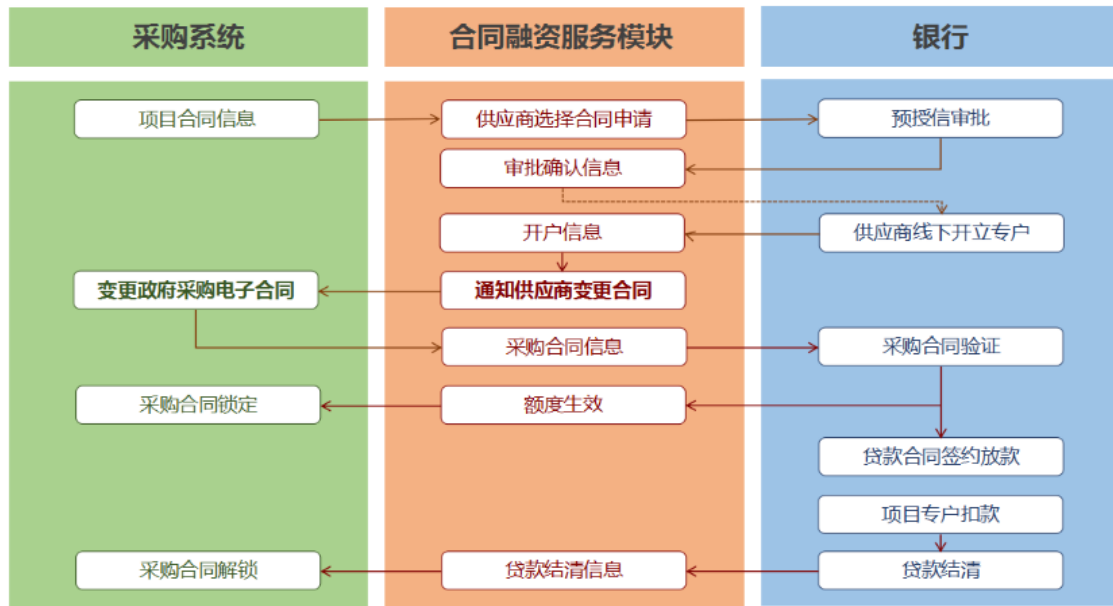 采购系统
合同融资服务模块
银行
项目合同信息
供应商选择合同申请
预授信审批
审批确认信息
开户信息
供应商线下开立专户
变更政府采购电子合同
通知供应商变更合同
采购合同信息
采购合同验证
采购合同锁定
额度生效
贷款合同签约放款
项目专户扣款
采购合同解锁
贷款结清信息
贷款结清